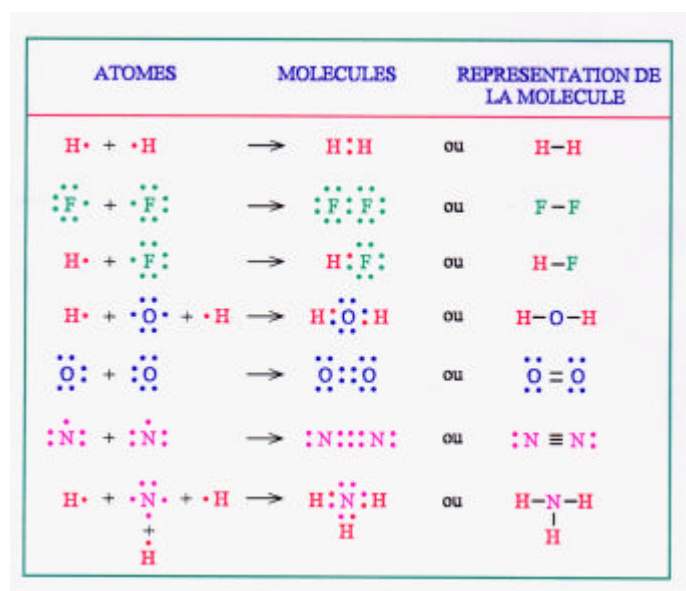 ATOMES MOLECULES REPRESENTATION DE
LA MOLECULE
H· + ·H → H:H ou H–H
:F· + ·F: → :F:F: ou F–F
H· + ·F: → H:F: ou H–F
H· + ·O· + ·H → H:O:H ou H–O–H
O: + :O → O::O ou O=O
:N: + :N: → :N:::N: ou :N≡N:
H· + ·N· + ·H → H:N:H ou H–N–H
+ H H
H